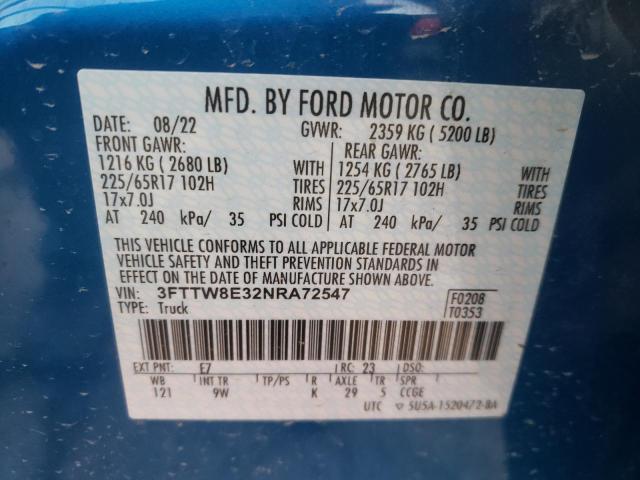 MFD. BY FORD MOTOR CO.
DATE: 08/22 GVWR: 2359 KG ( 5200 LB)
FRONT GAWR: REAR GAWR:
1216 KG ( 2680 LB) WITH 1254 KG ( 2765 LB) WITH
225/65R17 102H TIRES 225/65R17 102H TIRES
17x7.0J RIMS 17x7.0J RIMS
AT 240 kPa/ 35 PSI COLD AT 240 kPa/ 35 PSI COLD
THIS VEHICLE CONFORMS TO ALL APPLICABLE FEDERAL MOTOR
VEHICLE SAFETY AND THEFT PREVENTION STANDARDS IN
EFFECT ON THE DATE OF MANUFACTURE SHOWN ABOVE.
VIN: 3FTTW8E32NRA72547 F0208
TYPE: Truck T0353
EXT PNT: E7 RC: 23 DSO:
WB INT TR TP/PS R AXLE TR SPR
121 9W K 29 5 CCGE
UTC ▽ 5U5A-1520472-BA